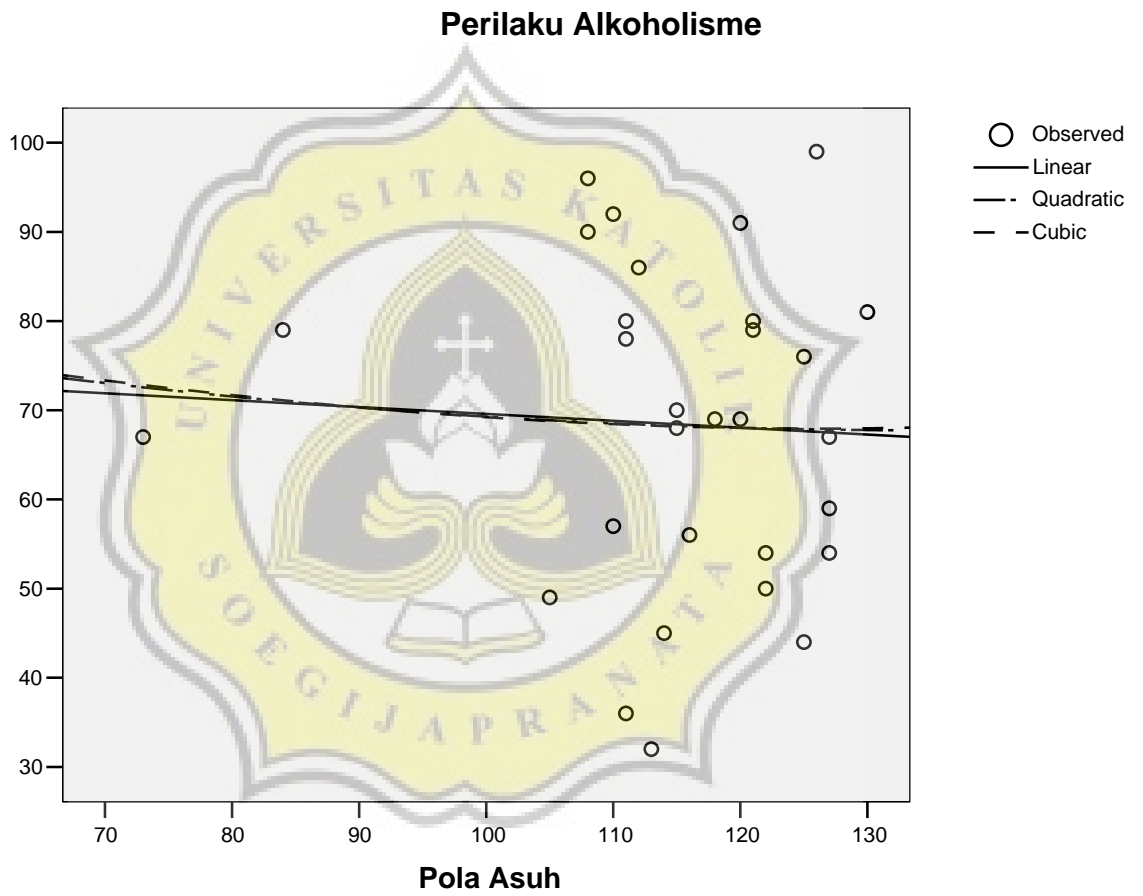 Perilaku Alkoholisme
100
90
80
70
60
50
40
30
70 80 90 100 110 120 130
Pola Asuh
Observed
Linear
Quadratic
Cubic
UNIVERSITAS KATOLIK
SOEGIJAPRANATA